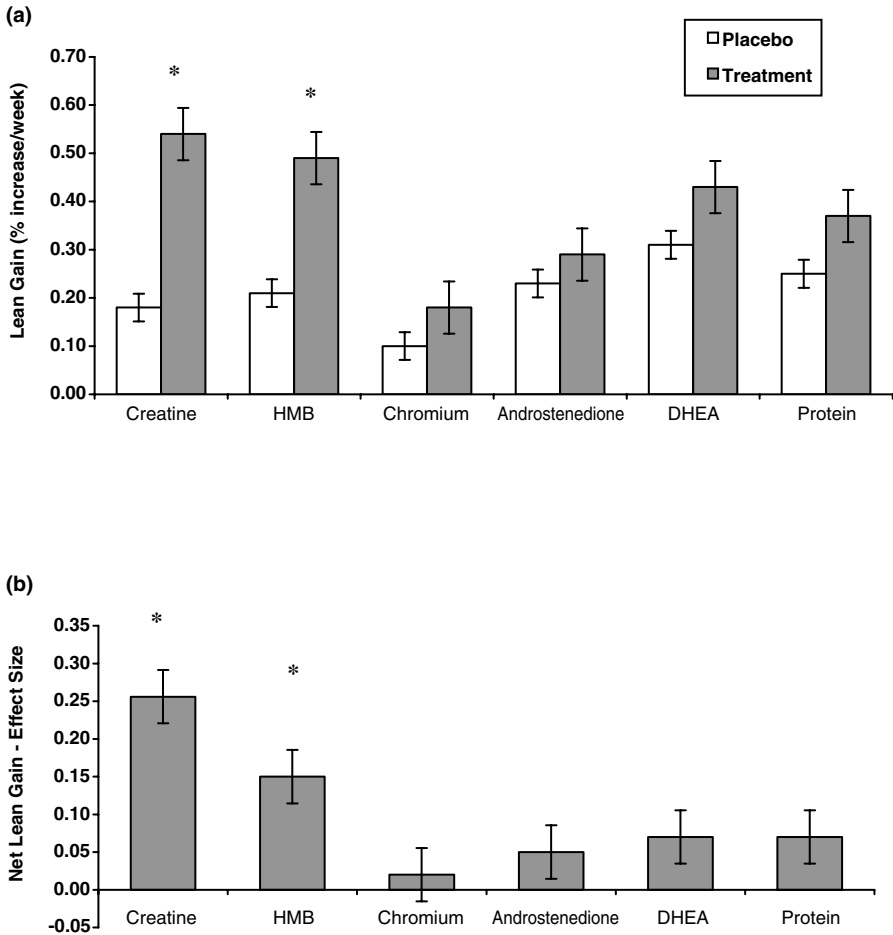 (a)
Placebo
Treatment
Lean Gain (% increase/week)
0.70
0.60
0.50
0.40
0.30
0.20
0.10
0.00
*
*
Creatine HMB Chromium Androstenedione DHEA Protein
(b)
Net Lean Gain - Effect Size
0.35
0.30
0.25
0.20
0.15
0.10
0.05
0.00
-0.05
*
*
Creatine HMB Chromium Androstenedione DHEA Protein